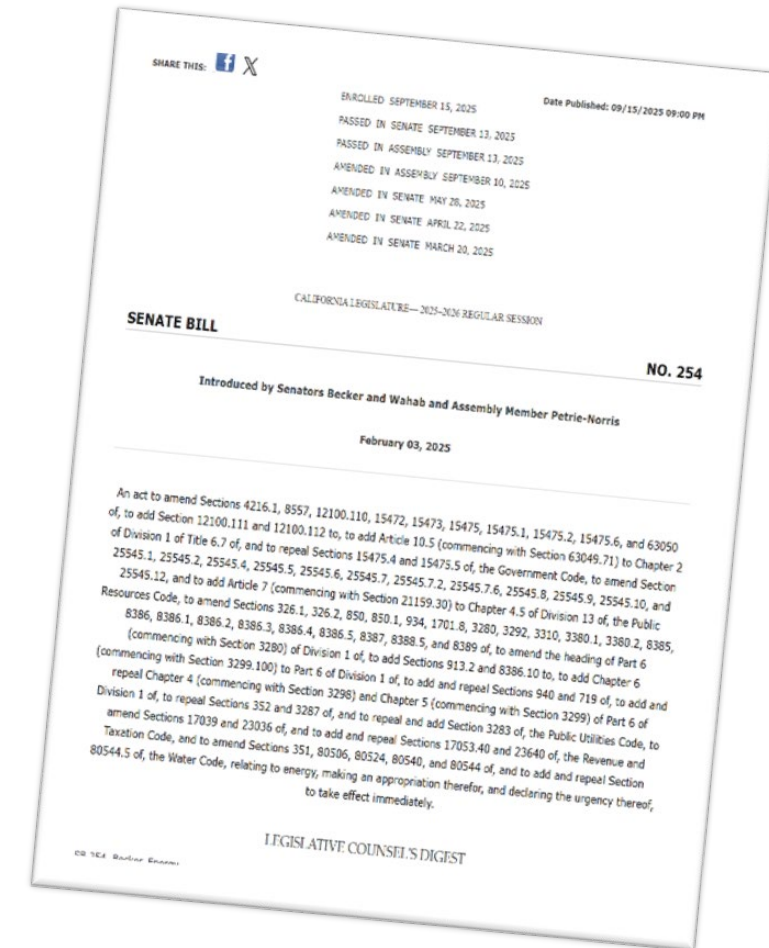 SHARE THIS:
Date Published: 09/15/2025 09:00 PM
ENROLLED SEPTEMBER 15, 2025
PASSED IN SENATE SEPTEMBER 13, 2025
PASSED IN ASSEMBLY SEPTEMBER 13, 2025
AMENDED IN ASSEMBLY SEPTEMBER 10, 2025
AMENDED IN SENATE MAY 28, 2025
AMENDED IN SENATE APRIL 22, 2025
AMENDED IN SENATE MARCH 20, 2025
CALIFORNIA LEGISLATURE— 2025–2026 REGULAR SESSION
SENATE BILL
NO. 254
Introduced by Senators Becker and Wahab and Assembly Member Petrie-Norris
February 03, 2025
An act to amend Sections 4216.1, 8557, 12100.110, 15472, 15473, 15475, 15475.1, 15475.2, 15475.6, and 63050
of, to add Section 12100.111 and 12100.112 to, to add Article 10.5 (commencing with Section 63049.71) to Chapter 2
of Division 1 of Title 6.7 of, and to repeal Sections 15475.4 and 15475.5 of, the Government Code, to amend Section
25545.1, 25545.2, 25545.4, 25545.5, 25545.6, 25545.7, 25545.7.2, 25545.7.6, 25545.8, 25545.9, 25545.10, and
25545.12, and to add Article 7 (commencing with Section 21159.30) to Chapter 4.5 of Division 13 of, the Public
Resources Code, to amend Sections 326.1, 326.2, 850, 850.1, 934, 1701.8, 3280, 3292, 3310, 3380.1, 3380.2, 8385,
8386, 8386.1, 8386.2, 8386.3, 8386.4, 8386.5, 8387, 8388.5, and 8389 of, to amend the heading of Part 6
(commencing with Section 3280) of Division 1 of, to add Sections 913.2 and 8386.10 to, to add Chapter 6
(commencing with Section 3299.100) to Part 6 of Division 1 of, to add and repeal Sections 940 and 719 of, to add and
repeal Chapter 4 (commencing with Section 3298) and Chapter 5 (commencing with Section 3299) of Part 6 of
Division 1 of, to repeal Sections 352 and 3287 of, and to repeal and add Section 3283 of, the Public Utilities Code, to
amend Sections 17039 and 23036 of, and to add and repeal Sections 17053.40 and 23640 of, the Revenue and
Taxation Code, and to amend Sections 351, 80506, 80524, 80540, and 80544 of, and to add and repeal Section
80544.5 of, the Water Code, relating to energy, making an appropriation therefor, and declaring the urgency thereof,
to take effect immediately.
LEGISLATIVE COUNSEL'S DIGEST
SB 254, Becker. Energy.